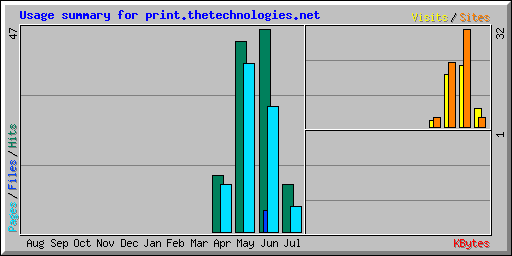 Usage summary for print.thetechnologies.net
Visits/Sites
47
32
Pages/Files/Hits
1
Aug Sep Oct Nov Dec Jan Feb Mar Apr May Jun Jul
KBytes